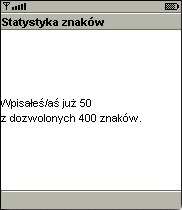 Statystyka znaków
Wpisałeś/aś już 50
z dozwolonych 400 znaków.